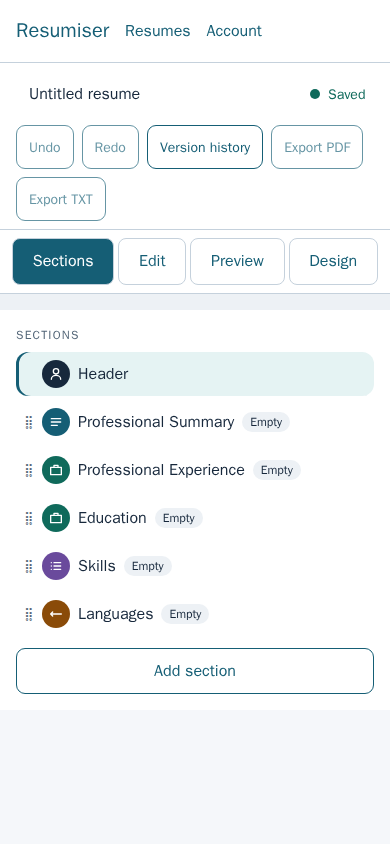 Resumiser Resumes Account
Untitled resume Saved
Undo Redo Version history Export PDF
Export TXT
Sections Edit Preview Design
SECTIONS
Header
Professional Summary Empty
Professional Experience Empty
Education Empty
Skills Empty
Languages Empty
Add section